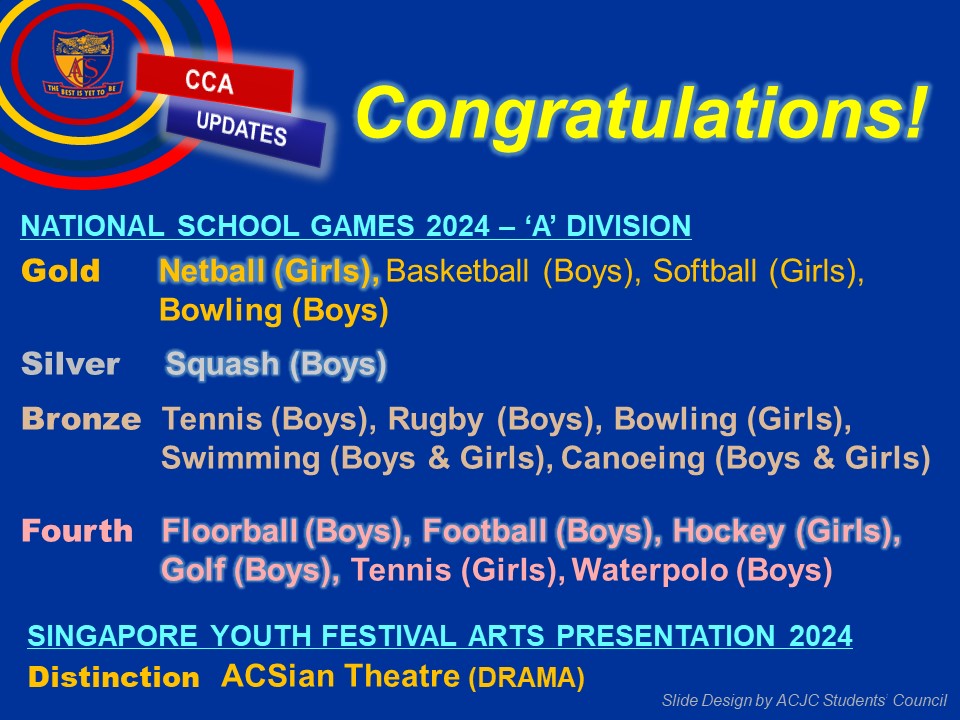 ACS
THE BEST IS YET TO BE
CCA
UPDATES
Congratulations!
NATIONAL SCHOOL GAMES 2024 – ‘A’ DIVISION
Gold Netball (Girls), Basketball (Boys), Softball (Girls),
Bowling (Boys)
Silver Squash (Boys)
Bronze Tennis (Boys), Rugby (Boys), Bowling (Girls),
Swimming (Boys & Girls), Canoeing (Boys & Girls)
Fourth Floorball (Boys), Football (Boys), Hockey (Girls),
Golf (Boys), Tennis (Girls), Waterpolo (Boys)
SINGAPORE YOUTH FESTIVAL ARTS PRESENTATION 2024
Distinction ACSian Theatre (DRAMA)
Slide Design by ACJC Students’ Council